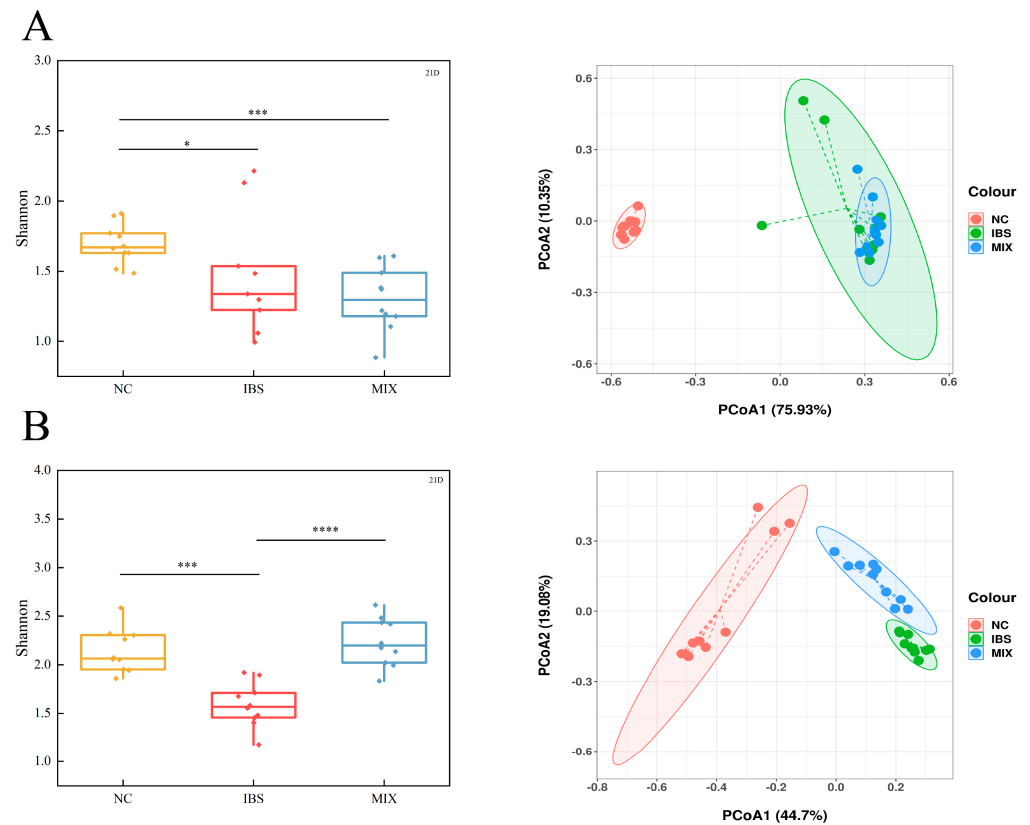 A
Shannon
3.0
2.5
2.0
1.5
1.0
21D
***
*
NC IBS MIX
PCoA2 (10.35%)
0.6
0.3
0.0
-0.3
-0.6
-0.6 -0.3 0.0 0.3 0.6
PCoA1 (75.93%)
Colour
NC
IBS
MIX
B
Shannon
4.0
3.5
3.0
2.5
2.0
1.5
1.0
21D
****
***
NC IBS MIX
PCoA2 (19.08%)
0.3
0.0
-0.3
-0.6
-0.8 -0.6 -0.4 -0.2 0.0 0.2
PCoA1 (44.7%)
Colour
NC
IBS
MIX